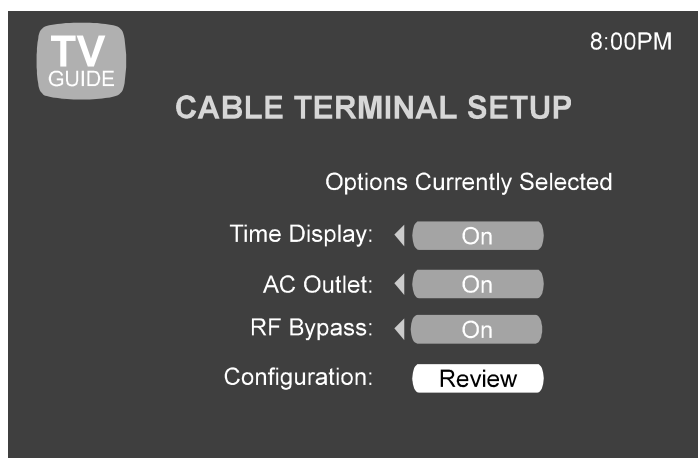 TV
GUIDE
8:00PM
CABLE TERMINAL SETUP
Options Currently Selected
Time Display: On
AC Outlet: On
RF Bypass: On
Configuration: Review